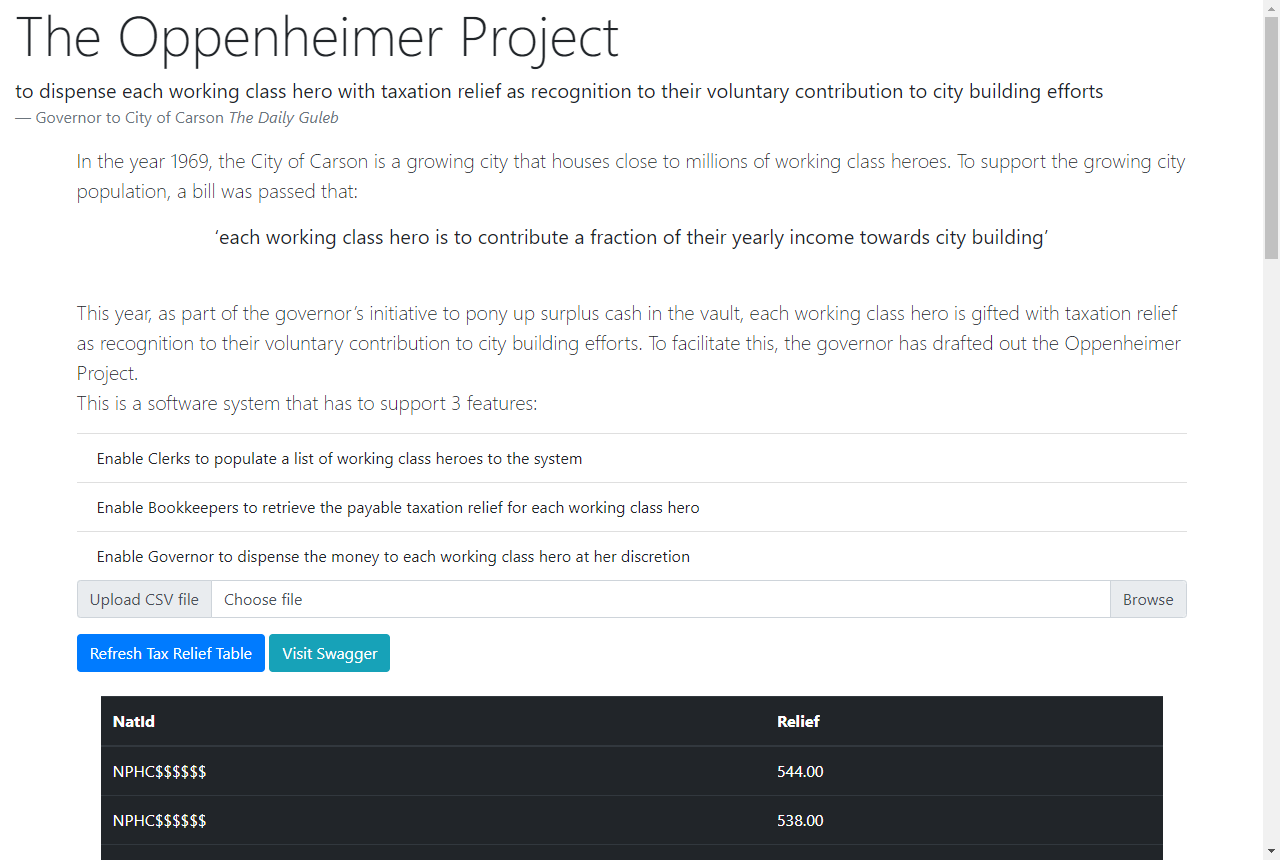 The Oppenheimer Project
to dispense each working class hero with taxation relief as recognition to their voluntary contribution to city building efforts
— Governor to City of Carson The Daily Guleb
In the year 1969, the City of Carson is a growing city that houses close to millions of working class heroes. To support the growing city
population, a bill was passed that:
‘each working class hero is to contribute a fraction of their yearly income towards city building’
This year, as part of the governor’s initiative to pony up surplus cash in the vault, each working class hero is gifted with taxation relief
as recognition to their voluntary contribution to city building efforts. To facilitate this, the governor has drafted out the Oppenheimer
Project.
This is a software system that has to support 3 features:
Enable Clerks to populate a list of working class heroes to the system
Enable Bookkeepers to retrieve the payable taxation relief for each working class hero
Enable Governor to dispense the money to each working class hero at her discretion
Upload CSV file Choose file Browse
Refresh Tax Relief Table Visit Swagger
NatId Relief
NPHC$$$$$$ 544.00
NPHC$$$$$$ 538.00